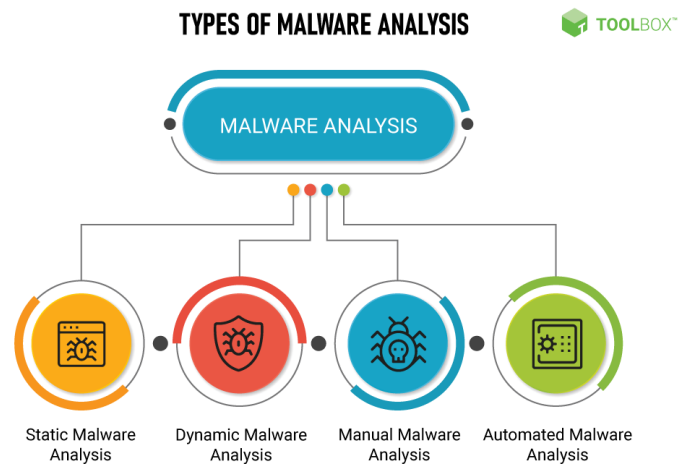 TYPES OF MALWARE ANALYSIS
TOOLBOX™
MALWARE ANALYSIS
Static Malware
Analysis
Dynamic Malware
Analysis
Manual Malware
Analysis
Automated Malware
Analysis